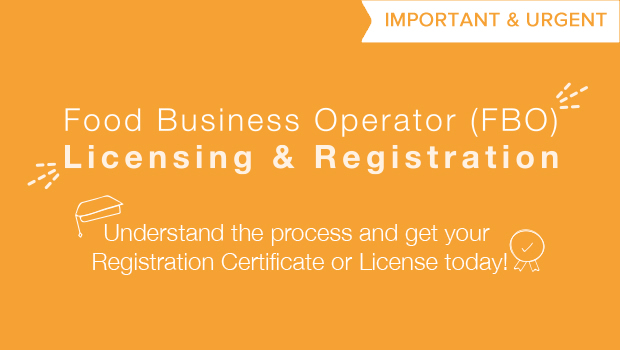 IMPORTANT & URGENT
Food Business Operator (FBO)
Licensing & Registration
Understand the process and get your
Registration Certificate or License today!